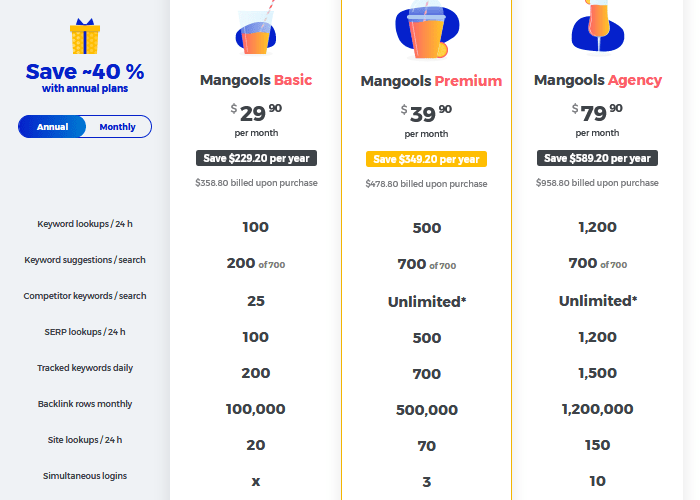 Save ~40 %
with annual plans
Annual Monthly
Mangools Basic
$ 29 90
per month
Save $229.20 per year
$358.80 billed upon purchase
Mangools Premium
$ 39 90
per month
Save $349.20 per year
$478.80 billed upon purchase
Mangools Agency
$ 79 90
per month
Save $589.20 per year
$958.80 billed upon purchase
Keyword lookups / 24 h 100 500 1,200
Keyword suggestions / search 200 of 700 700 of 700 700 of 700
Competitor keywords / search 25 Unlimited* Unlimited*
SERP lookups / 24 h 100 500 1,200
Tracked keywords daily 200 700 1,500
Backlink rows monthly 100,000 500,000 1,200,000
Site lookups / 24 h 20 70 150
Simultaneous logins x 3 10